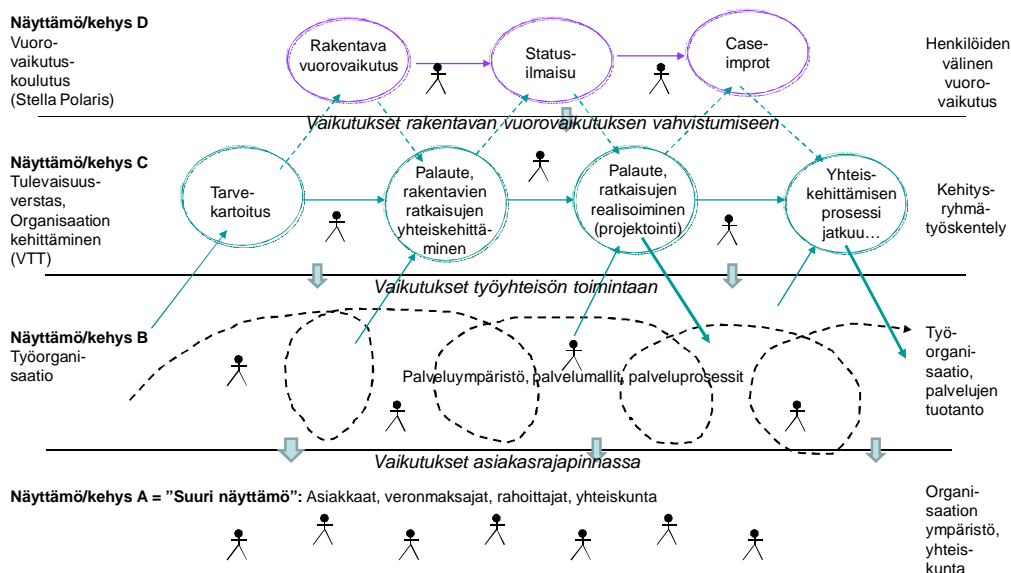 Näyttämö/kehys D
Vuoro-
vaikutus-
koulutus
(Stella Polaris)
Rakentava
vuorovaikutus
Status-
ilmaisu
Case-
improt
Henkilöiden
välinen
vuoro-
vaikutus
Vaikutukset rakentavan vuorovaikutuksen vahvistumiseen
Näyttämö/kehys C
Tulevaisuus-
verstas,
Organisaation
kehittäminen
(VTT)
Tarve-
kartoitus
Palaute,
rakentavien
ratkaisujen
yhteiskehittä-
minen
Palaute,
ratkaisujen
realisoiminen
(projektointi)
Yhteis-
kehittämisen
prosessi
jatkuu…
Kehitys-
ryhmä-
työskentely
Vaikutukset työyhteisön toimintaan
Näyttämö/kehys B
Työorgani-
saatio
Palveluympäristö, palvelumallit, palveluprosessit
Työ-
organi-
saatio,
palvelujen
tuotanto
Vaikutukset asiakasrajapinnassa
Näyttämö/kehys A = ”Suuri näyttämö”: Asiakkaat, veronmaksajat, rahoittajat, yhteiskunta
Organi-
saation
ympäristö,
yhteis-
kunta